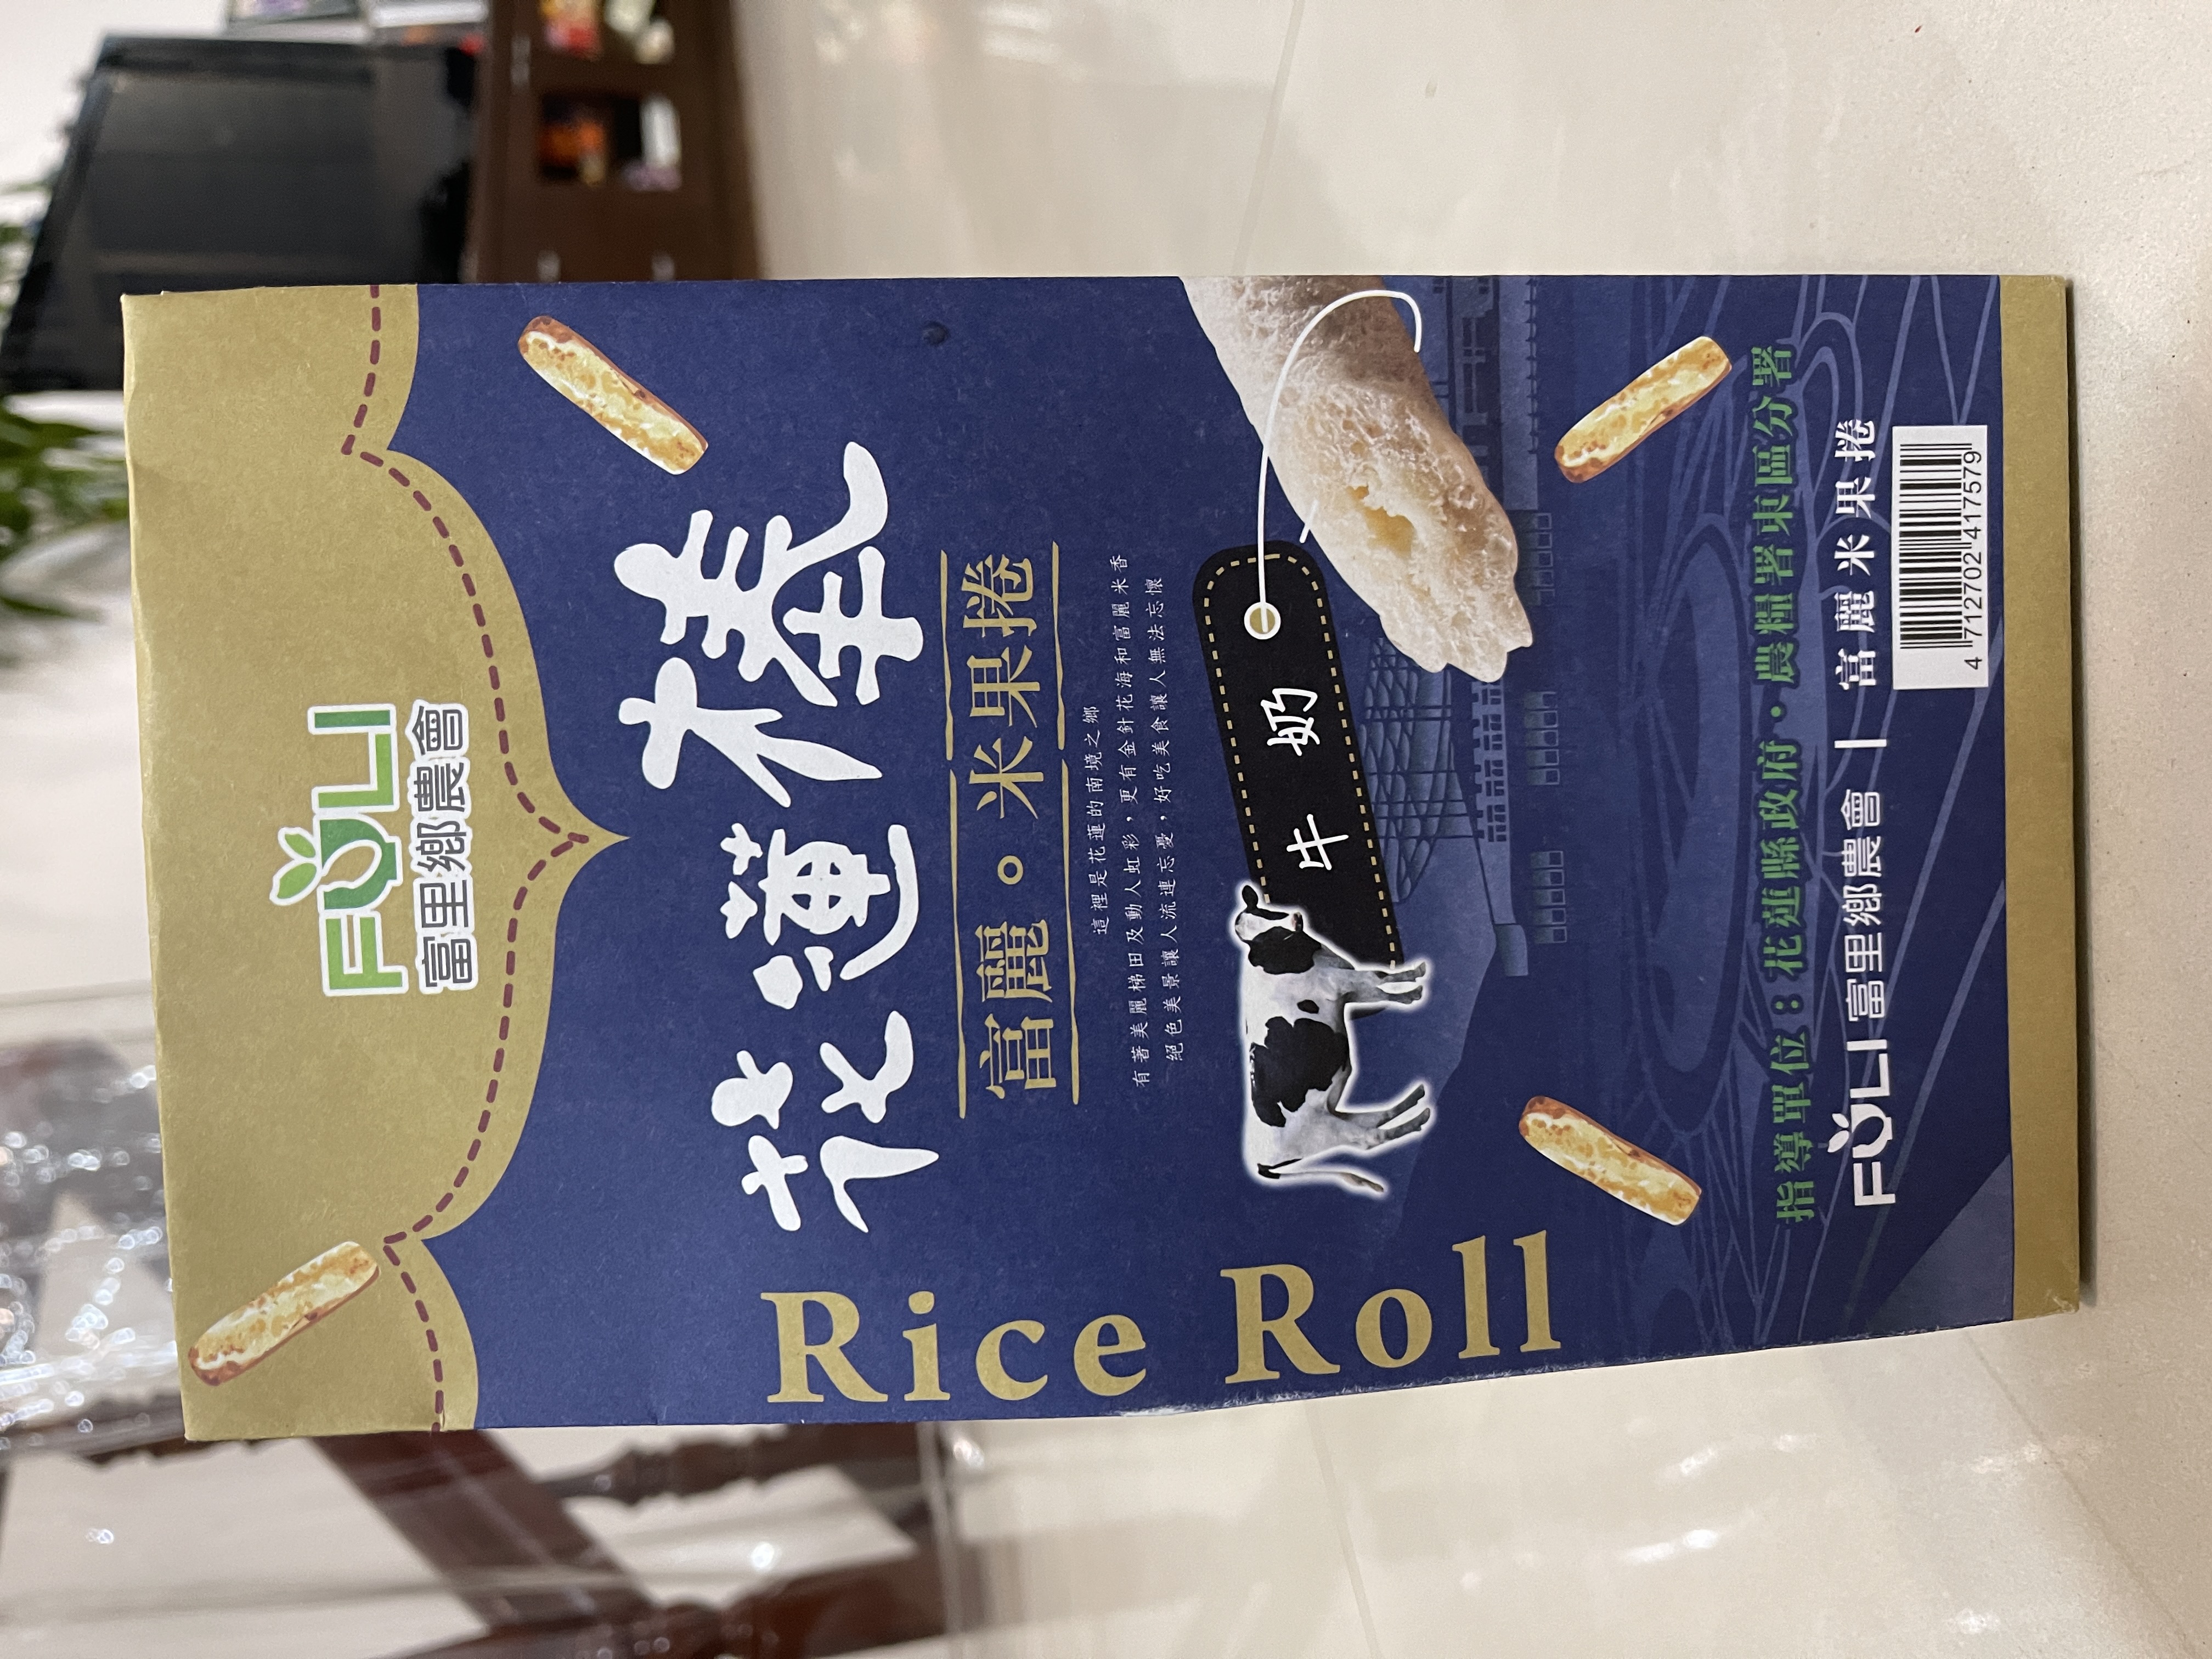 FULI
富里鄉農會
花蓮棒
富麗。米果捲
這裡是花蓮的南境之鄉
有著美麗梯田及動人虹彩，更有金針花海和富麗米香
絕色美景讓人流連忘憂，好吃美食讓人無法忘懷
牛奶
Rice Roll
指導單位：花蓮縣政府・農糧署東區分署
FULI 富里鄉農會｜富麗米果捲
4 712702 417579